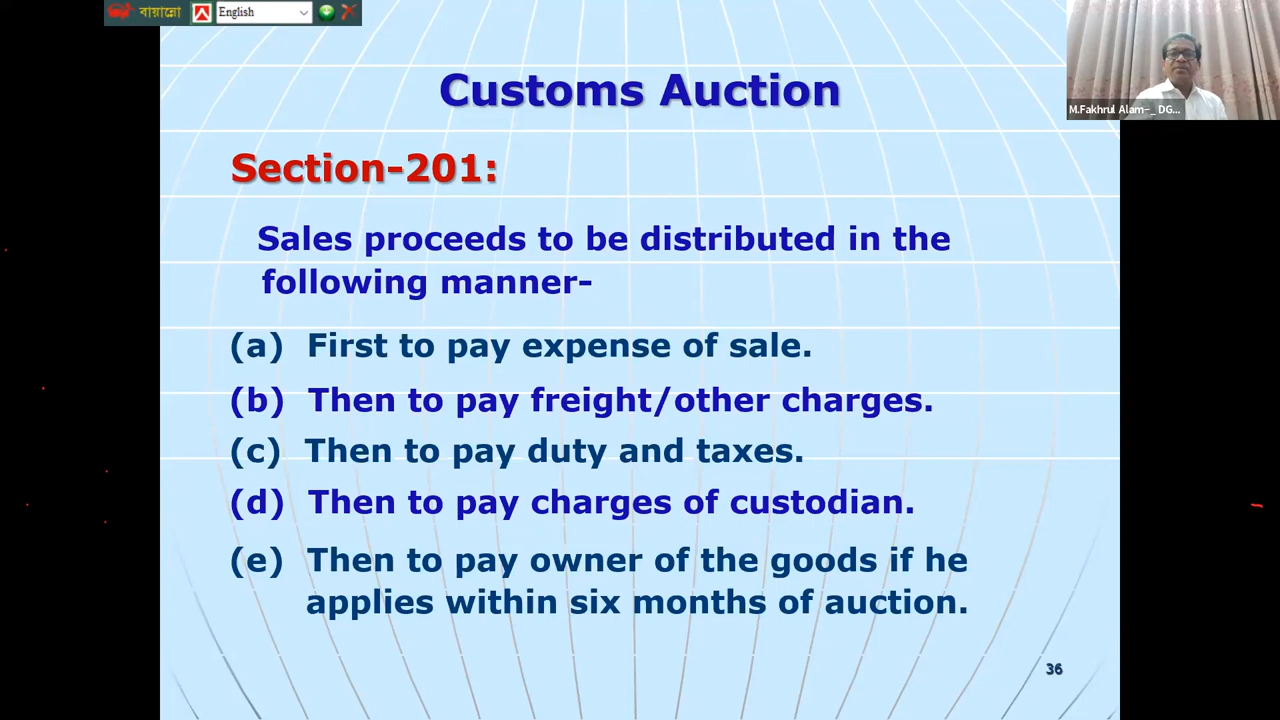 বায়ান্নো English
M.Fakhrul Alam-_ DG...
Customs Auction
Section-201:
Sales proceeds to be distributed in the
following manner-
(a) First to pay expense of sale.
(b) Then to pay freight/other charges.
(c) Then to pay duty and taxes.
(d) Then to pay charges of custodian.
(e) Then to pay owner of the goods if he
applies within six months of auction.
36